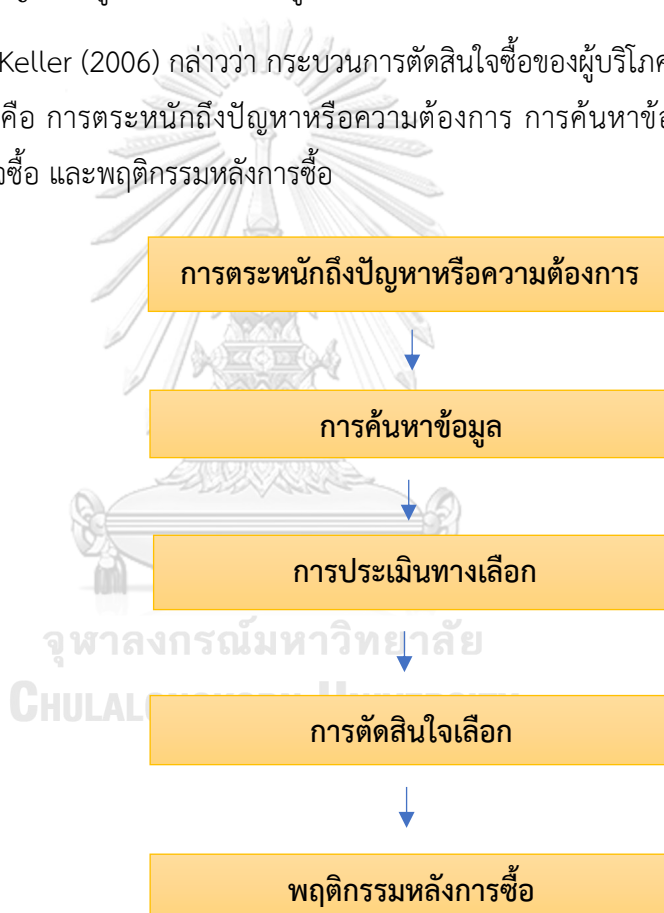 Keller (2006) กล่าวว่า กระบวนการตัดสินใจซื้อของผู้บริโภค
คือ การตระหนักถึงปัญหาหรือความต้องการ การค้นหาข้อ
ซื้อ และพฤติกรรมหลังการซื้อ
การตระหนักถึงปัญหาหรือความต้องการ
การค้นหาข้อมูล
การประเมินทางเลือก
จุฬาลงกรณ์มหาวิทยาลัย
การตัดสินใจเลือก
พฤติกรรมหลังการซื้อ